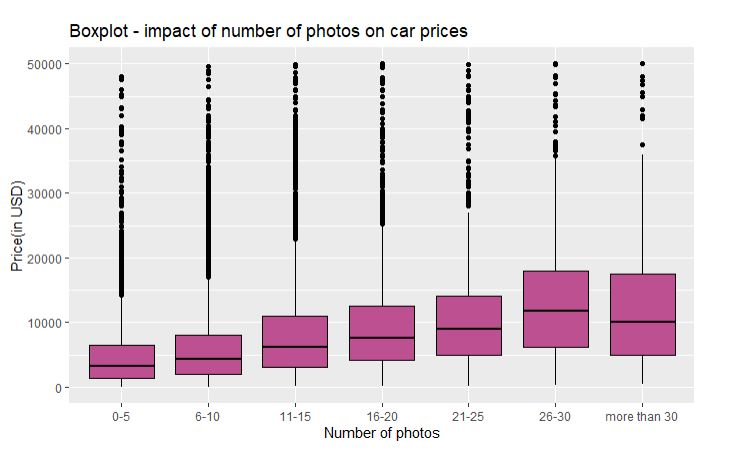 Boxplot - impact of number of photos on car prices
50000
40000
30000
20000
10000
0
Price(in USD)
0-5 6-10 11-15 16-20 21-25 26-30 more than 30
Number of photos